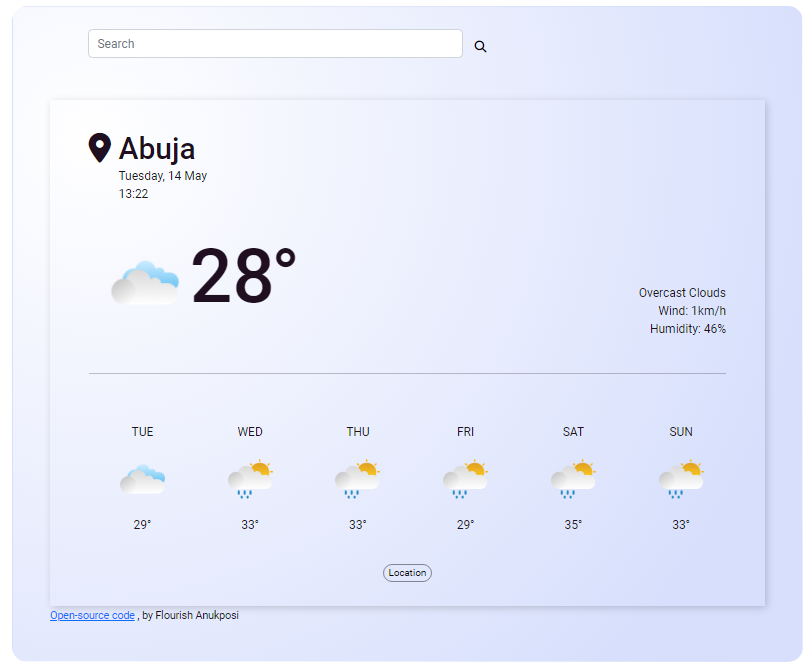 Search
Abuja
Tuesday, 14 May
13:22
28°
Overcast Clouds
Wind: 1km/h
Humidity: 46%
TUE WED THU FRI SAT SUN
29° 33° 33° 29° 35° 33°
Location
Open-source code , by Flourish Anukposi